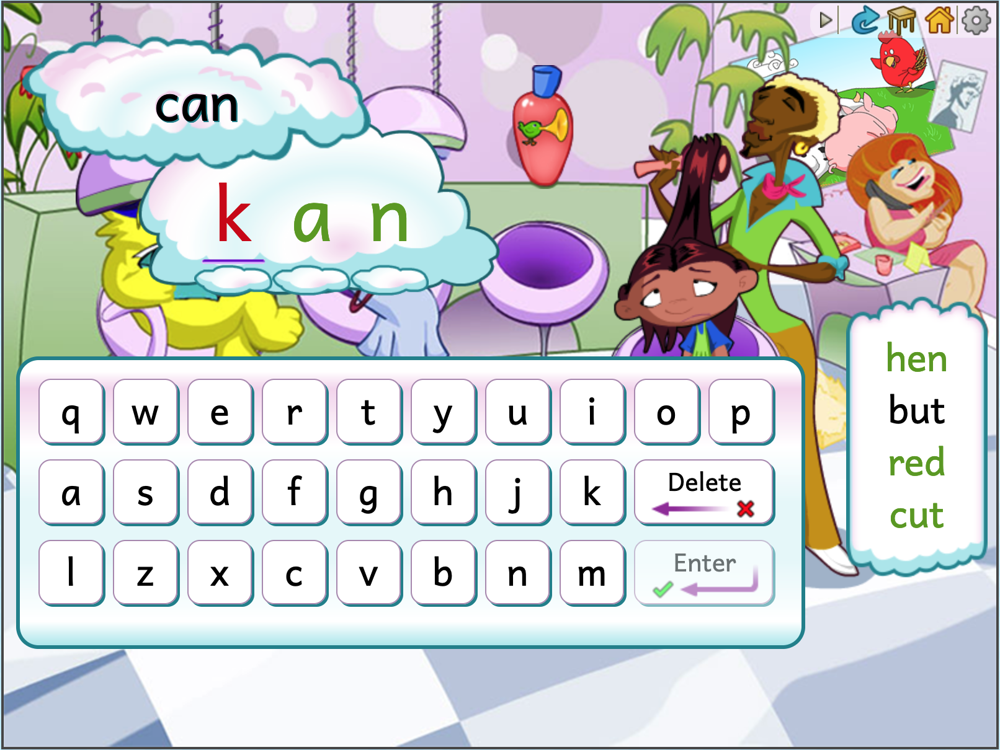 can
k a n
q w e r t y u i o p
a s d f g h j k Delete
l z x c v b n m Enter
hen
but
red
cut